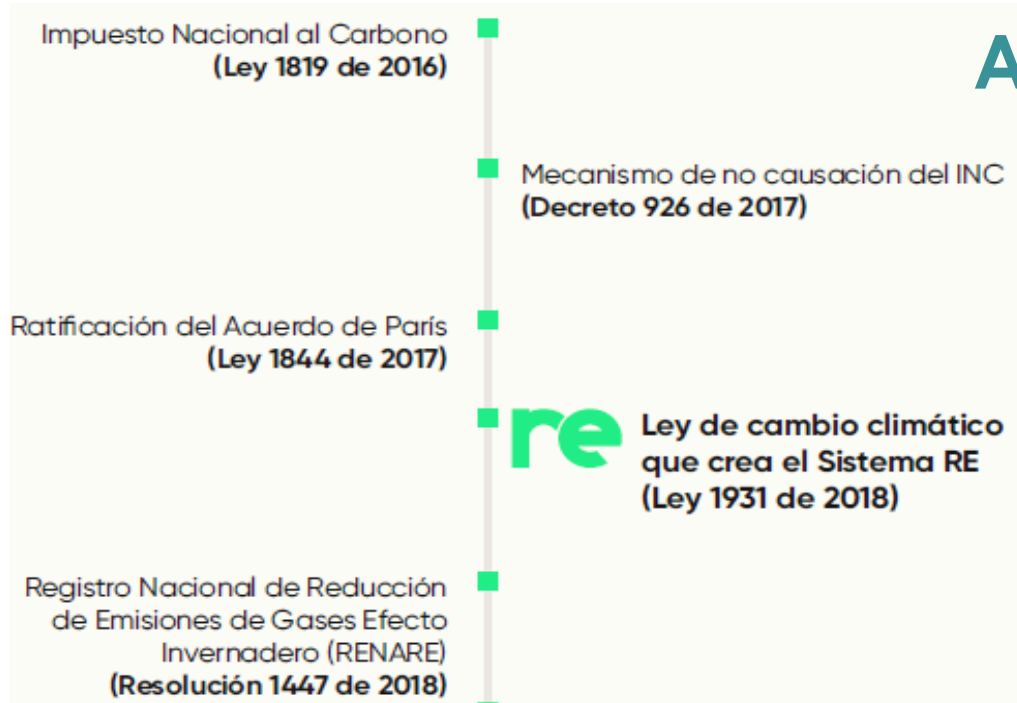 Impuesto Nacional al Carbono
(Ley 1819 de 2016)
A
Mecanismo de no causación del INC
(Decreto 926 de 2017)
Ratificación del Acuerdo de París
(Ley 1844 de 2017)
re
Ley de cambio climático
que crea el Sistema RE
(Ley 1931 de 2018)
Registro Nacional de Reducción
de Emisiones de Gases Efecto
Invernadero (RENARE)
(Resolución 1447 de 2018)